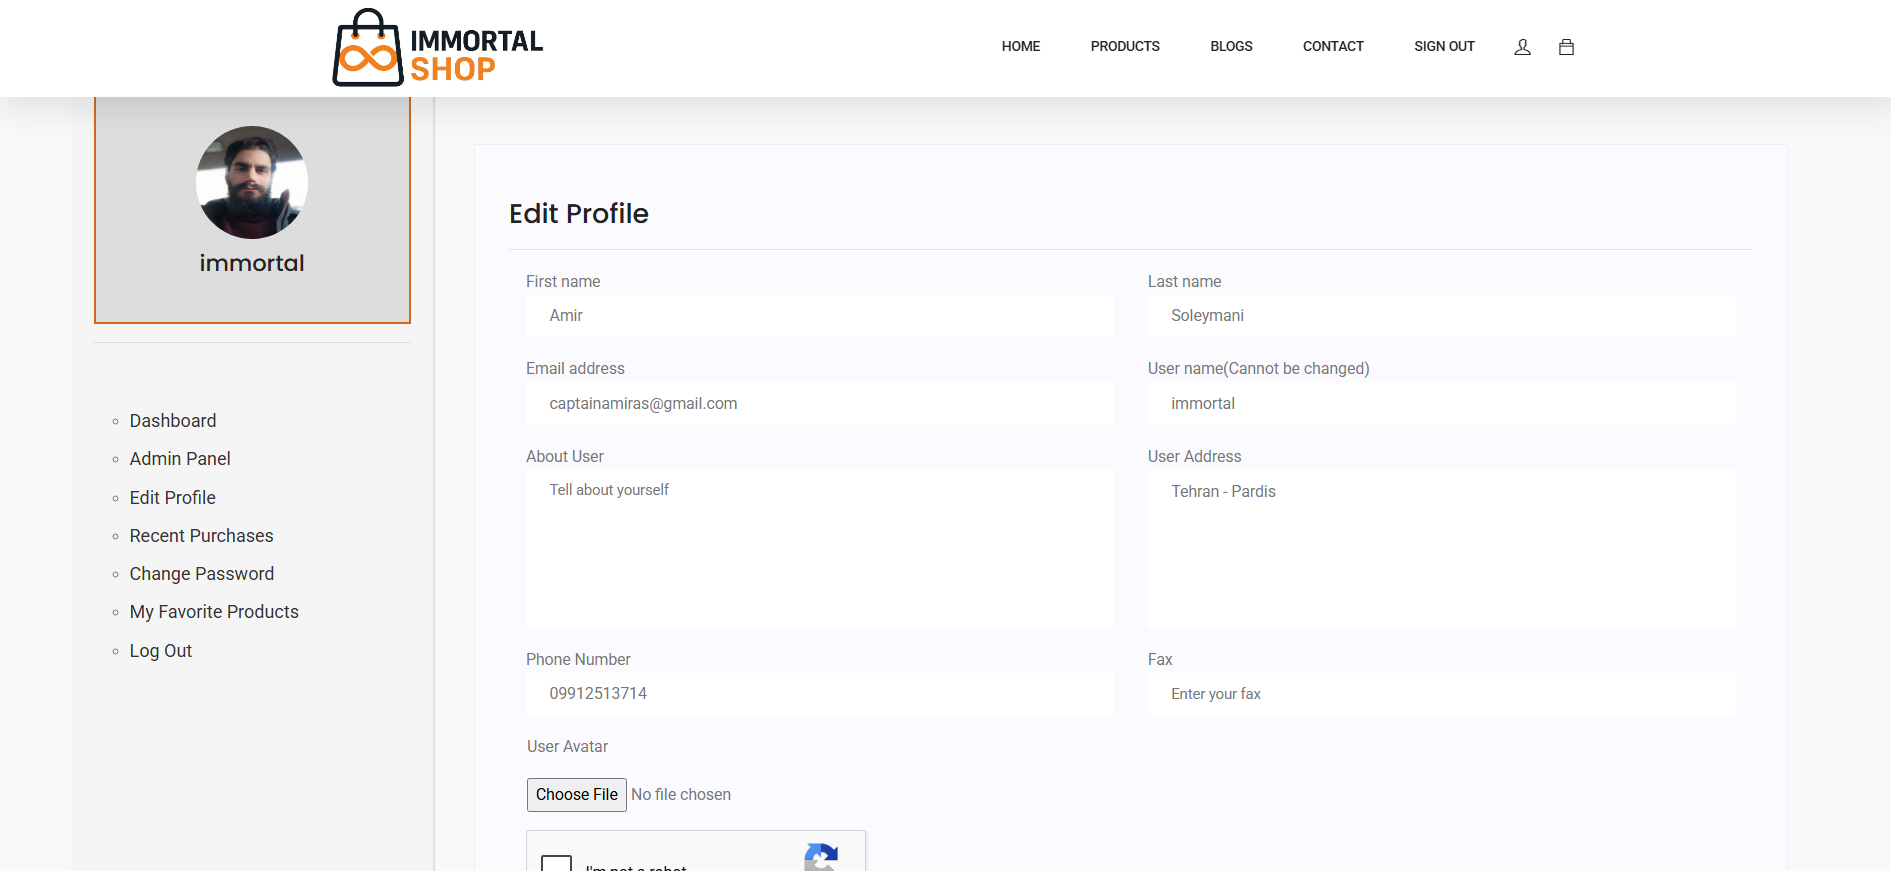 IMMORTAL
SHOP
HOME
PRODUCTS
BLOGS
CONTACT
SIGN OUT
immortal
Dashboard
Admin Panel
Edit Profile
Recent Purchases
Change Password
My Favorite Products
Log Out
Edit Profile
First name
Amir
Last name
Soleymani
Email address
captainamiras@gmail.com
User name(Cannot be changed)
immortal
About User
Tell about yourself
User Address
Tehran - Pardis
Phone Number
09912513714
Fax
Enter your fax
User Avatar
Choose File No file chosen
I'm not a robot